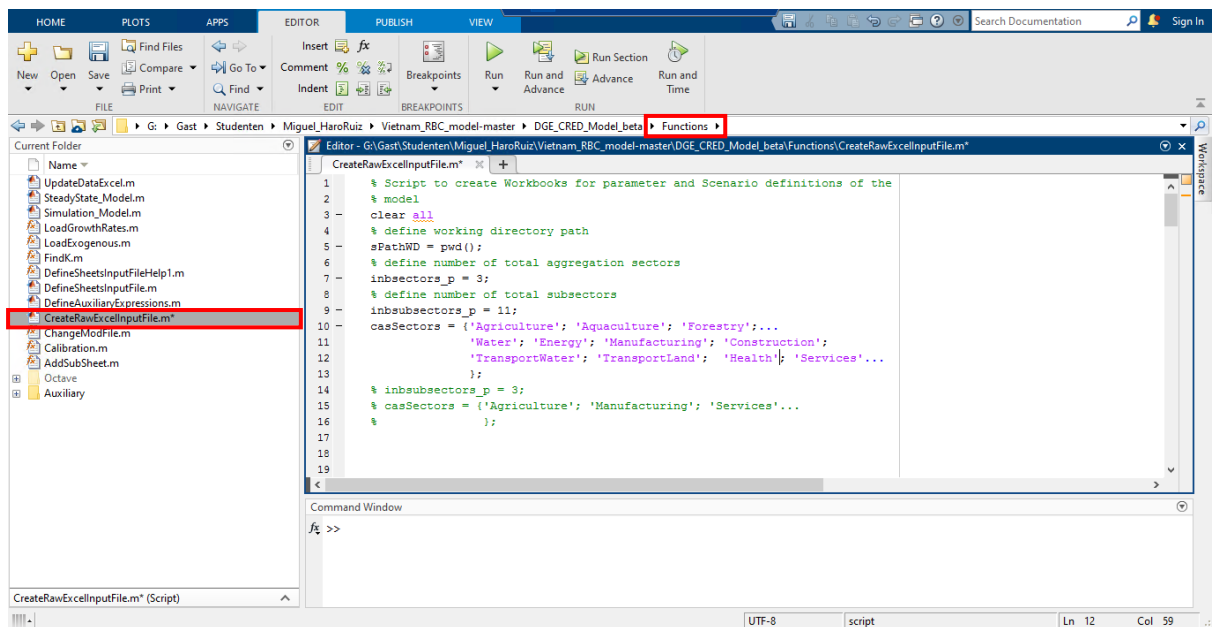 HOME PLOTS APPS EDITOR PUBLISH VIEW Search Documentation Sign In
New Open Save Find Files Compare Print Go To Find Insert fx Comment % Indent Breakpoints Run Run and Advance Run Section Advance Run and Time
FILE NAVIGATE EDIT BREAKPOINTS RUN
G: Gast Studenten Miguel_HaroRuiz Vietnam_RBC_model-master DGE_CRED_Model_beta Functions
Current Folder
Name
UpdateDataExcel.m
SteadyState_Model.m
Simulation_Model.m
LoadGrowthRates.m
LoadExogenous.m
FindK.m
DefineSheetsInputFileHelp1.m
DefineSheetsInputFile.m
DefineAuxiliaryExpressions.m
CreateRawExcelInputFile.m*
ChangeModFile.m
Calibration.m
AddSubSheet.m
Octave
Auxiliary
CreateRawExcelInputFile.m* (Script)
Editor - G:\Gast\Studenten\Miguel_HaroRuiz\Vietnam_RBC_model-master\DGE_CRED_Model_beta\Functions\CreateRawExcelInputFile.m*
CreateRawExcelInputFile.m*
1 % Script to create Workbooks for parameter and Scenario definitions of the
2 % model
3 - clear all
4 % define working directory path
5 - sPathWD = pwd();
6 % define number of total aggregation sectors
7 - inbsectors_p = 3;
8 % define number of total subsectors
9 - inbsubsectors_p = 11;
10 - casSectors = {'Agriculture'; 'Aquaculture'; 'Forestry';...
11 'Water'; 'Energy'; 'Manufacturing'; 'Construction';
12 'TransportWater'; 'TransportLand'; 'Health'; 'Services'...
13 };
14 % inbsubsectors_p = 3;
15 % casSectors = {'Agriculture'; 'Manufacturing'; 'Services'...
16 % };
17
18
19
Workspace
Command Window
fx >>
UTF-8 script Ln 12 Col 59